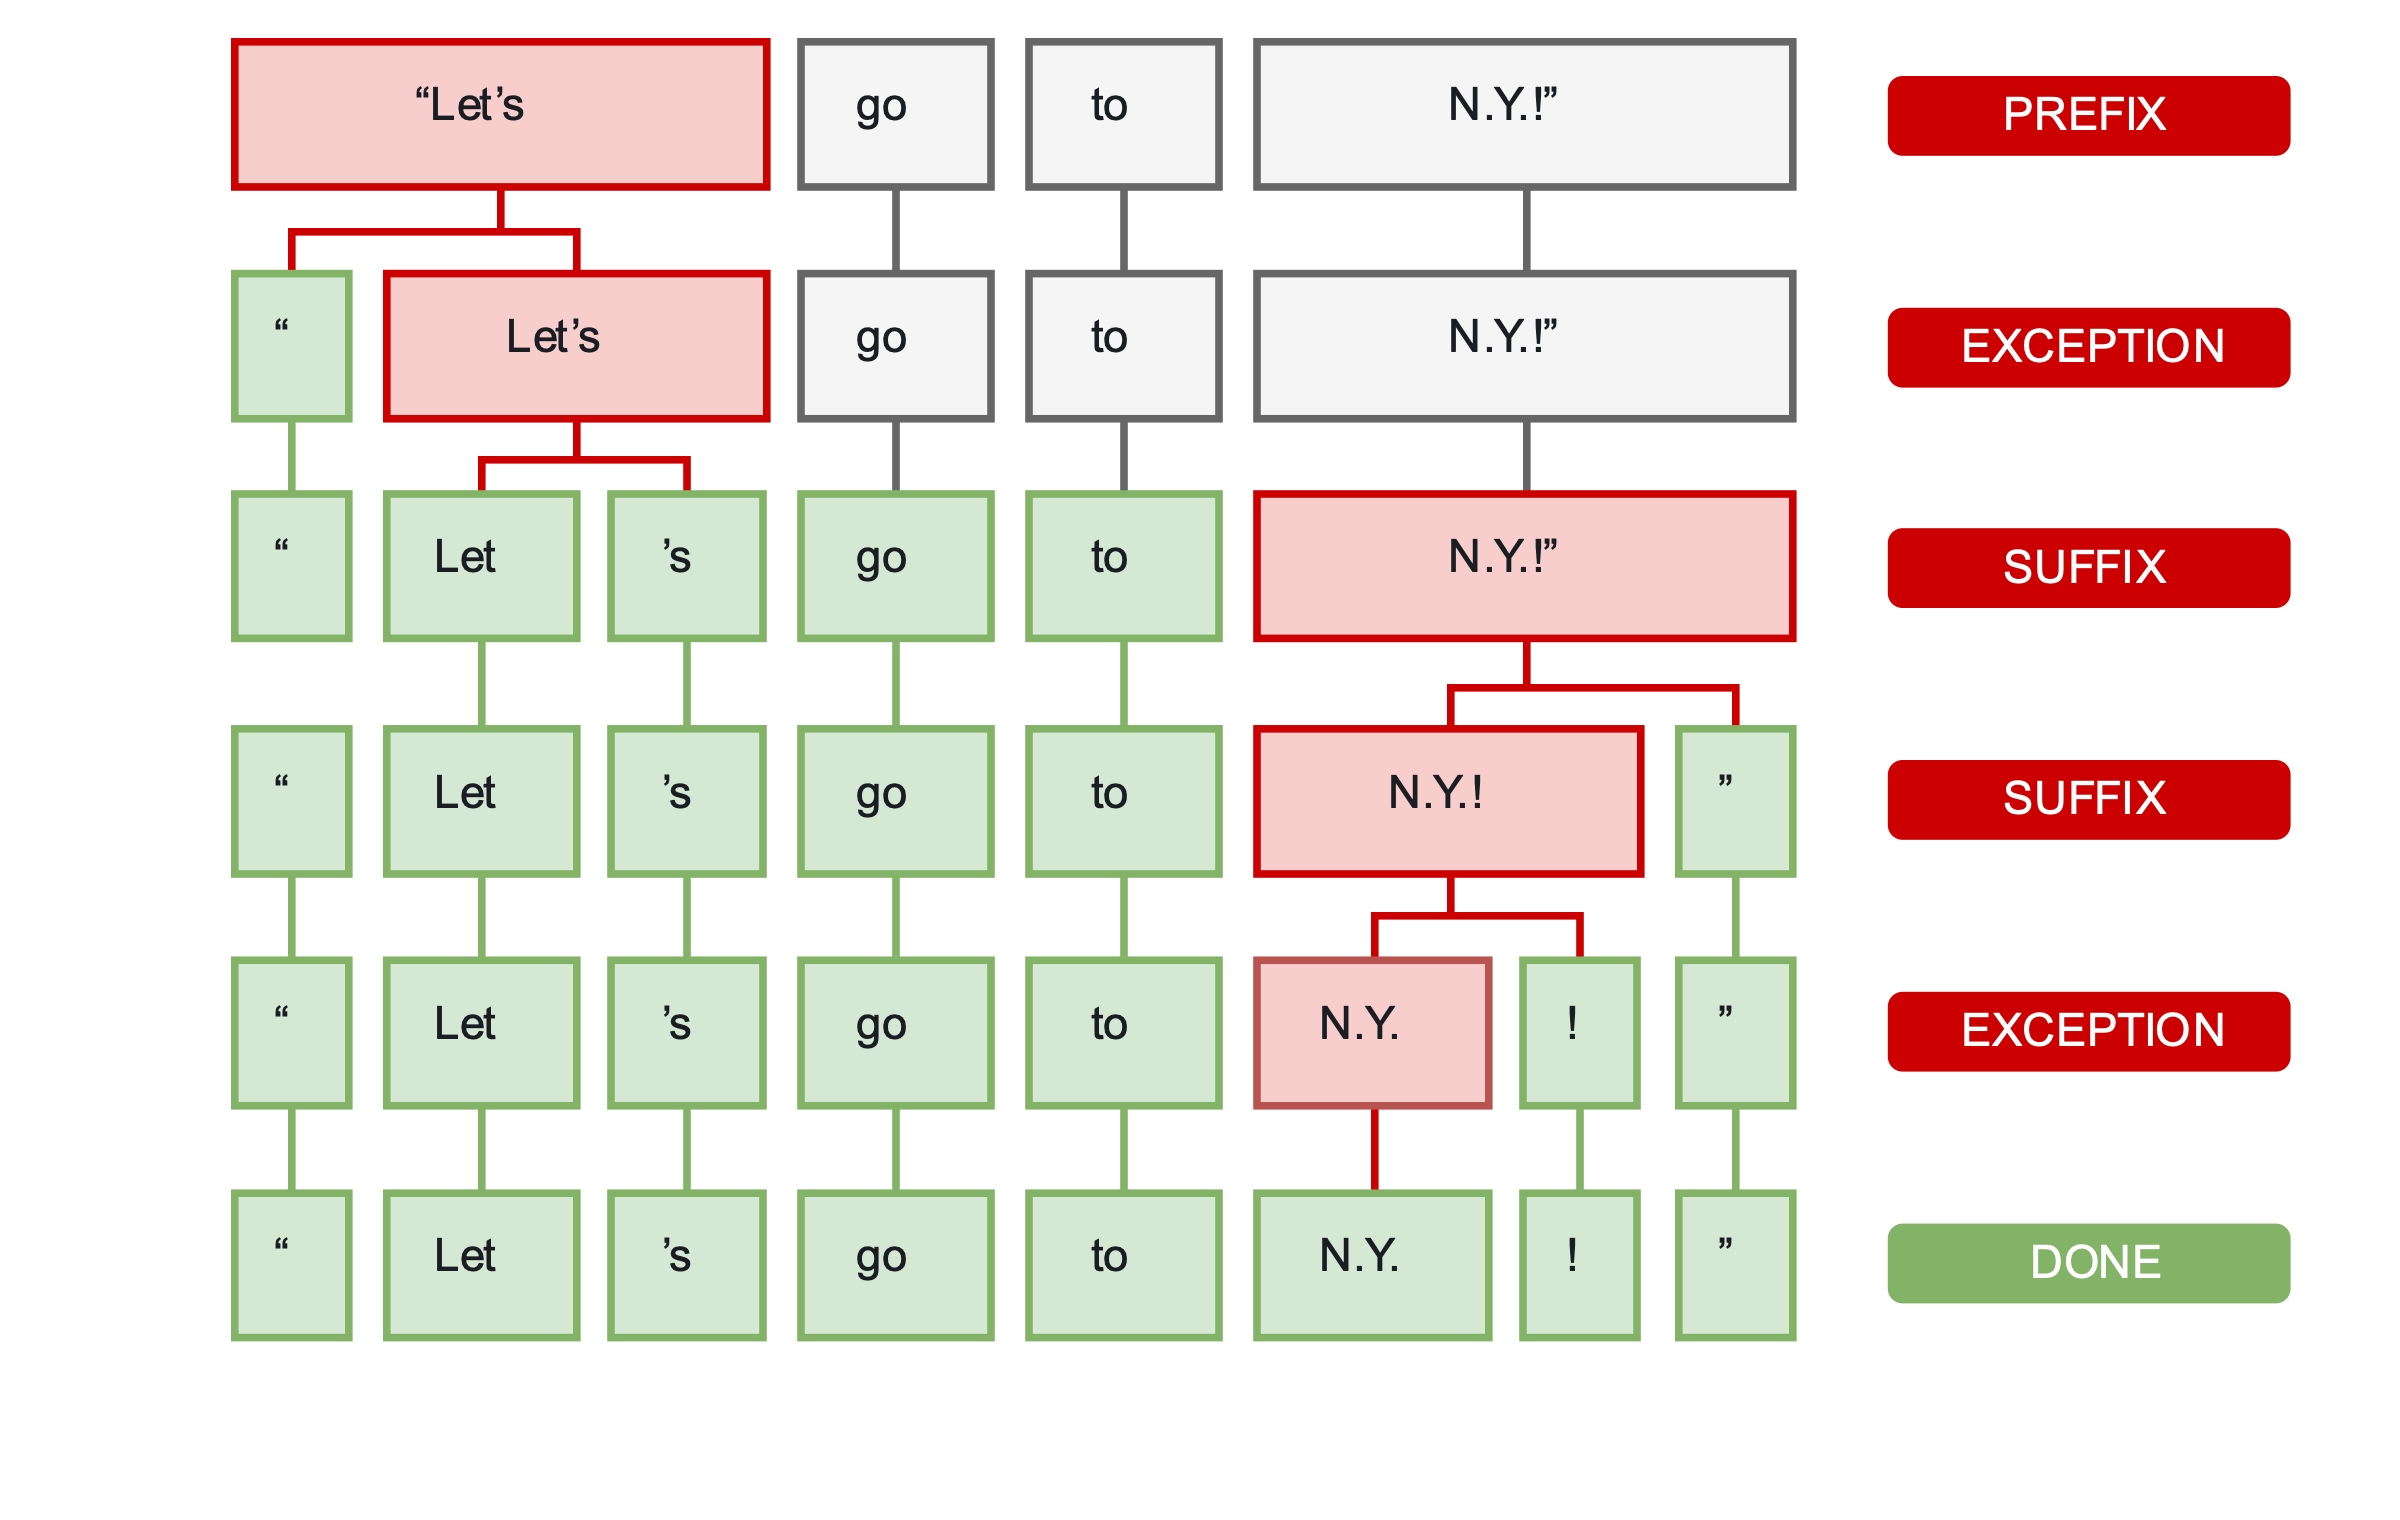 “Let’s go to N.Y.!” PREFIX
“ Let’s go to N.Y.!” EXCEPTION
“ Let ’s go to N.Y.!” SUFFIX
“ Let ’s go to N.Y.! ” SUFFIX
“ Let ’s go to N.Y. ! ” EXCEPTION
“ Let ’s go to N.Y. ! ” DONE